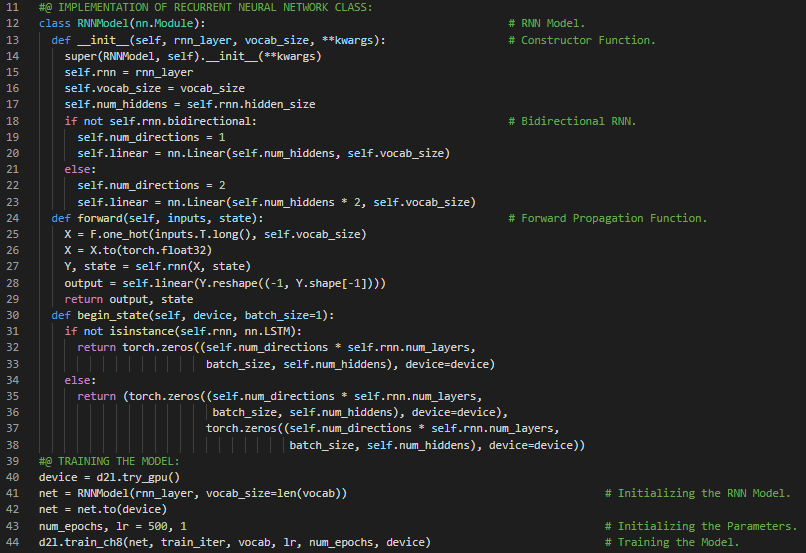 11 #@ IMPLEMENTATION OF RECURRENT NEURAL NETWORK CLASS:
12 class RNNModel(nn.Module): # RNN Model.
13   def __init__(self, rnn_layer, vocab_size, **kwargs): # Constructor Function.
14     super(RNNModel, self).__init__(**kwargs)
15     self.rnn = rnn_layer
16     self.vocab_size = vocab_size
17     self.num_hiddens = self.rnn.hidden_size
18     if not self.rnn.bidirectional: # Bidirectional RNN.
19       self.num_directions = 1
20       self.linear = nn.Linear(self.num_hiddens, self.vocab_size)
21     else:
22       self.num_directions = 2
23       self.linear = nn.Linear(self.num_hiddens * 2, self.vocab_size)
24   def forward(self, inputs, state): # Forward Propagation Function.
25     X = F.one_hot(inputs.T.long(), self.vocab_size)
26     X = X.to(torch.float32)
27     Y, state = self.rnn(X, state)
28     output = self.linear(Y.reshape((-1, Y.shape[-1])))
29     return output, state
30   def begin_state(self, device, batch_size=1):
31     if not isinstance(self.rnn, nn.LSTM):
32       return torch.zeros((self.num_directions * self.rnn.num_layers,
33                           batch_size, self.num_hiddens), device=device)
34     else:
35       return (torch.zeros((self.num_directions * self.rnn.num_layers,
36                            batch_size, self.num_hiddens), device=device),
37                           torch.zeros((self.num_directions * self.rnn.num_layers,
38                                        batch_size, self.num_hiddens), device=device))
39 #@ TRAINING THE MODEL:
40 device = d2l.try_gpu()
41 net = RNNModel(rnn_layer, vocab_size=len(vocab)) # Initializing the RNN Model.
42 net = net.to(device)
43 num_epochs, lr = 500, 1 # Initializing the Parameters.
44 d2l.train_ch8(net, train_iter, vocab, lr, num_epochs, device) # Training the Model.